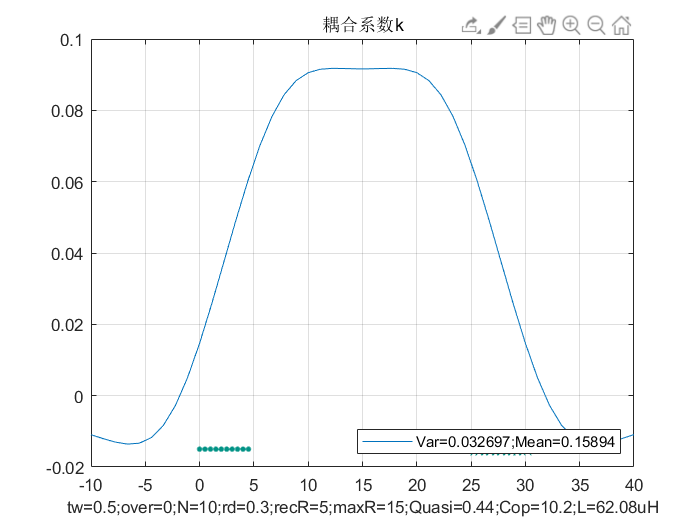 耦合系数k
0.1
0.08
0.06
0.04
0.02
0
-0.02
Var=0.032697;Mean=0.15894
-10 -5 0 5 10 15 20 25 30 35 40
tw=0.5;over=0;N=10;rd=0.3;recR=5;maxR=15;Quasi=0.44;Cop=10.2;L=62.08uH